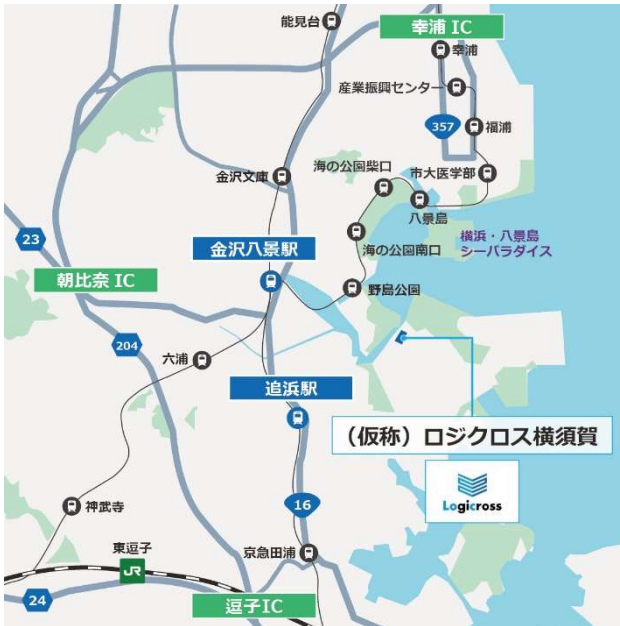 能見台
幸浦 IC
幸浦
産業振興センター
357
福浦
金沢文庫
海の公園柴口
市大医学部
八景島
23
金沢八景駅
海の公園南口
横浜・八景島
シーパラダイス
朝比奈 IC
野島公園
204
六浦
追浜駅
（仮称）ロジクロス横須賀
Logicross
神武寺
16
東逗子
京急田浦
JR
24
逗子 IC